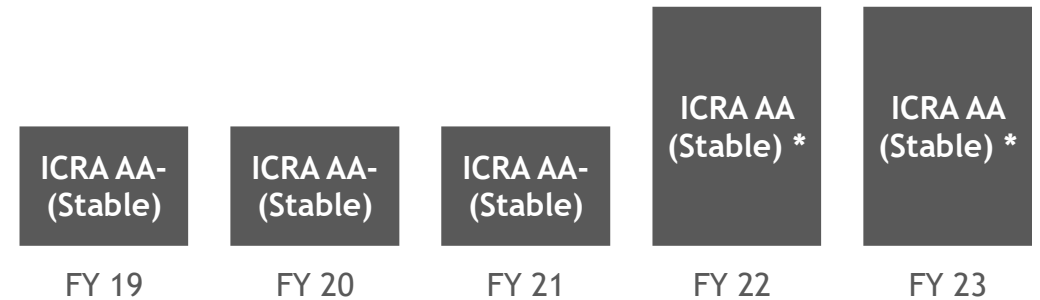 ICRA AA-
(Stable)
ICRA AA-
(Stable)
ICRA AA-
(Stable)
ICRA AA
(Stable) *
ICRA AA
(Stable) *
FY 19
FY 20
FY 21
FY 22
FY 23